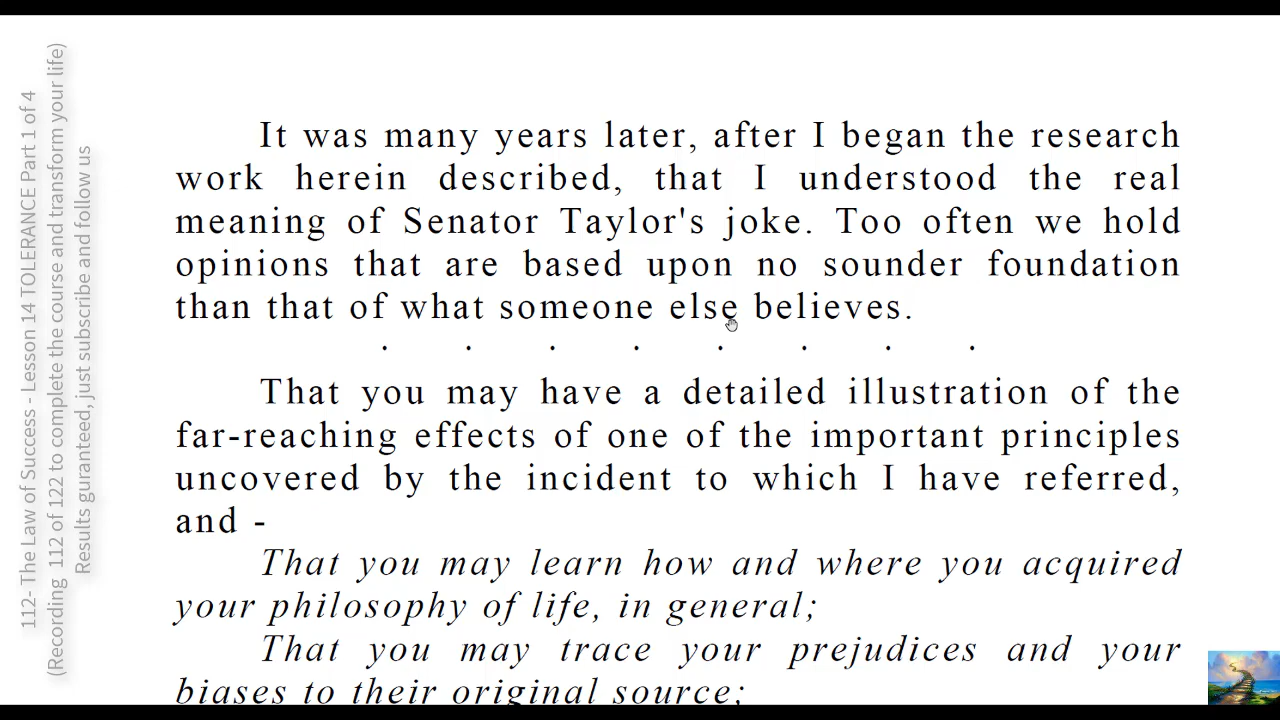 112- The Law of Success - Lesson 14 TOLERANCE Part 1 of 4
(Recording 112 of 122 to complete the course and transform your life)
Results guranteed, just subscribe and follow us
It was many years later, after I began the research
work herein described, that I understood the real
meaning of Senator Taylor's joke. Too often we hold
opinions that are based upon no sounder foundation
than that of what someone else believes.
. . . . . . . .
That you may have a detailed illustration of the
far-reaching effects of one of the important principles
uncovered by the incident to which I have referred,
and -
That you may learn how and where you acquired
your philosophy of life, in general;
That you may trace your prejudices and your
biases to their original source;